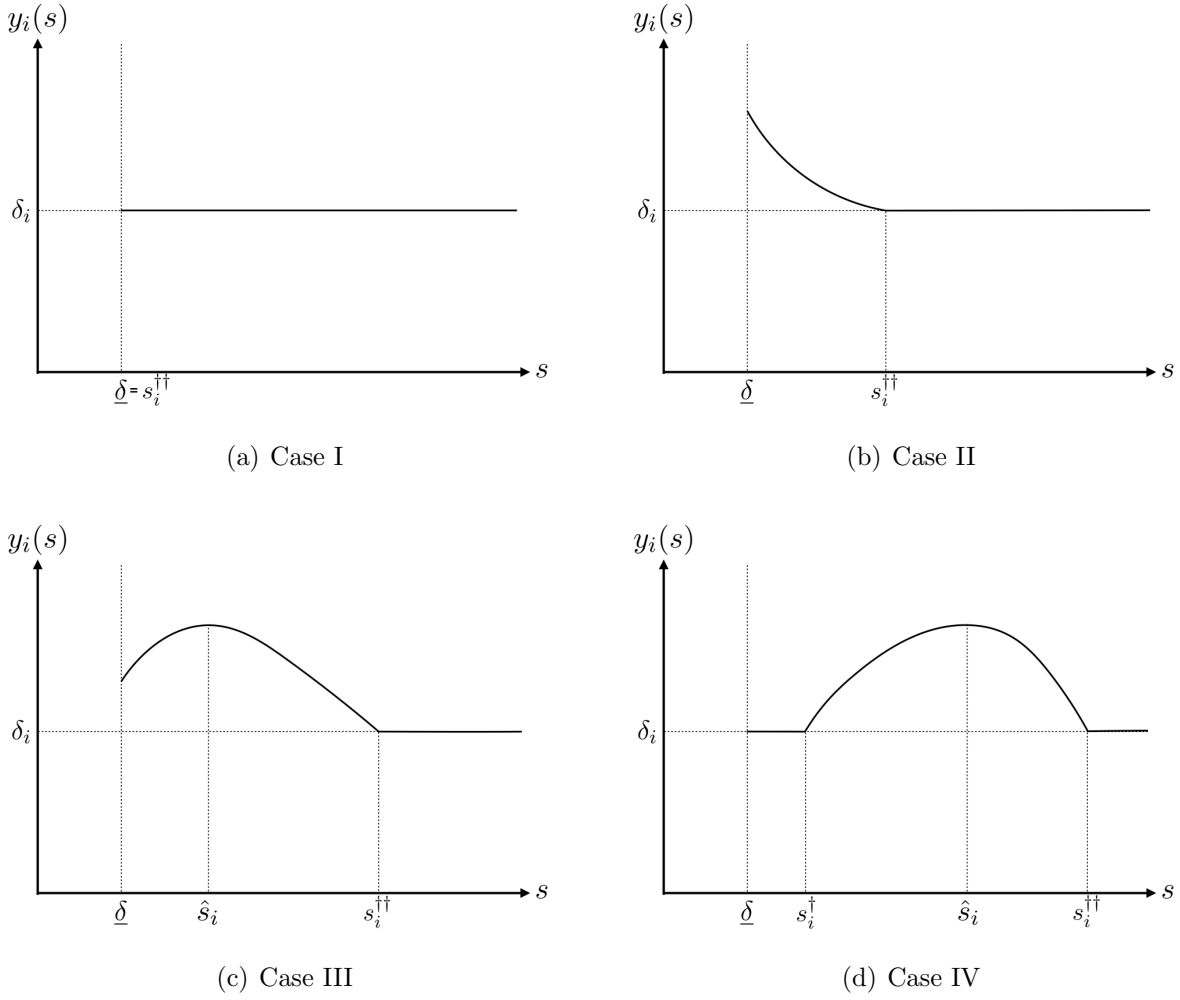 y_i(s)
δ_i
s
δ̲ = s_i^{††}
(a) Case I
y_i(s)
δ_i
s
δ̲
s_i^{††}
(b) Case II
y_i(s)
δ_i
s
δ̲
ŝ_i
s_i^{††}
(c) Case III
y_i(s)
δ_i
s
δ̲
s_i^†
ŝ_i
s_i^{††}
(d) Case IV